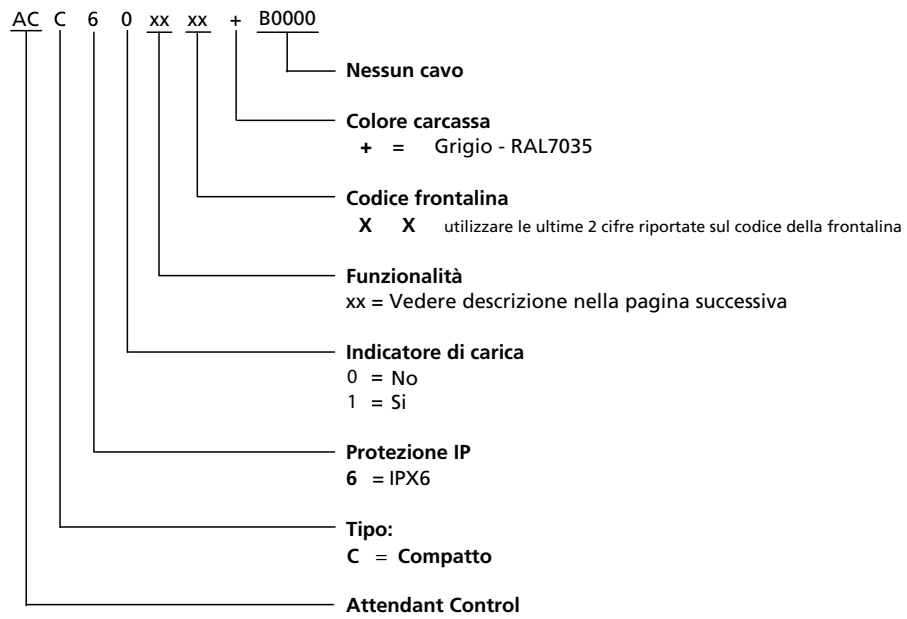 AC C 6 0 xx xx + B0000
Nessun cavo
Colore carcassa
+ = Grigio - RAL7035
Codice frontalina
X X utilizzare le ultime 2 cifre riportate sul codice della frontalina
Funzionalità
xx = Vedere descrizione nella pagina successiva
Indicatore di carica
0 = No
1 = Si
Protezione IP
6 = IPX6
Tipo:
C = Compatto
Attendant Control